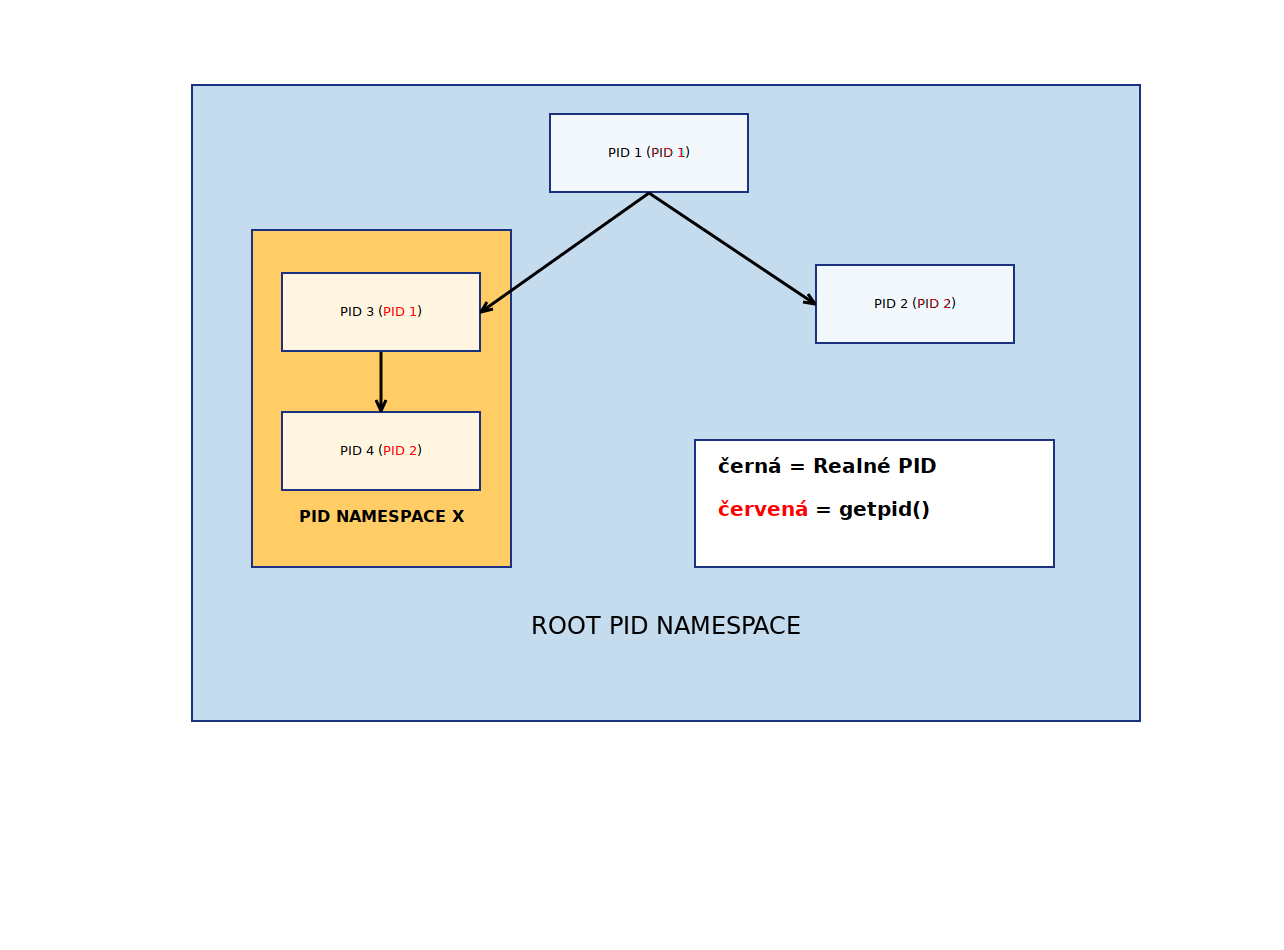 PID 1 (PID 1)
PID 3 (PID 1)
PID 2 (PID 2)
PID 4 (PID 2)
PID NAMESPACE X
černá = Realné PID
červená = getpid()
ROOT PID NAMESPACE